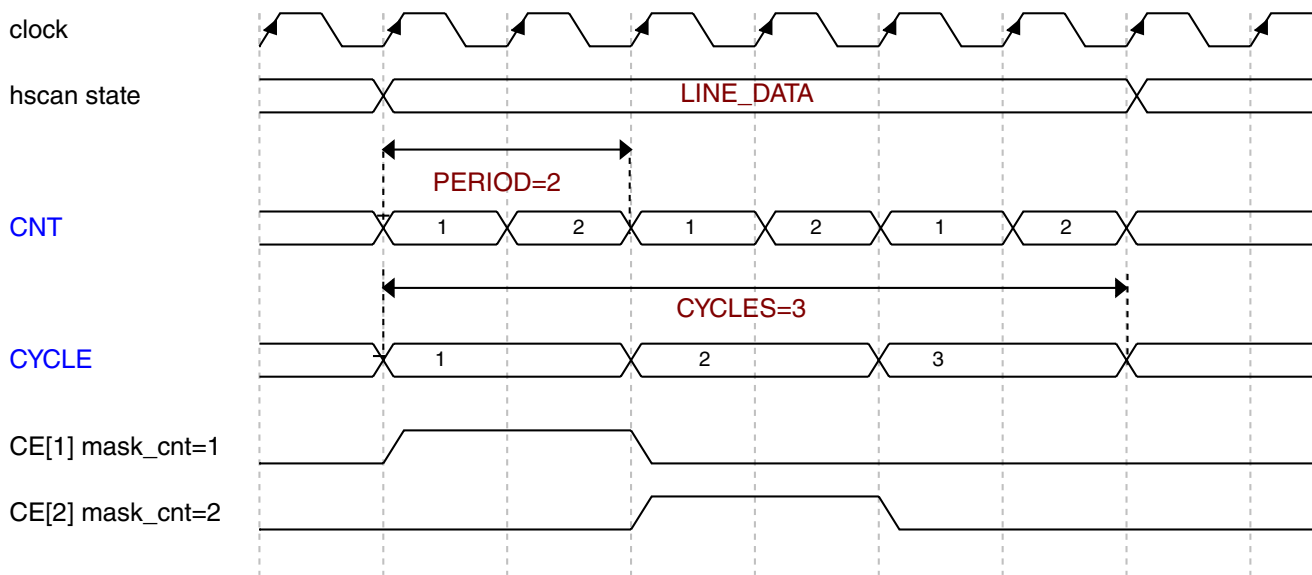 clock
hscan state
LINE_DATA
PERIOD=2
CNT
1 2 1 2 1 2
CYCLES=3
CYCLE
1 2 3
CE[1] mask_cnt=1
CE[2] mask_cnt=2